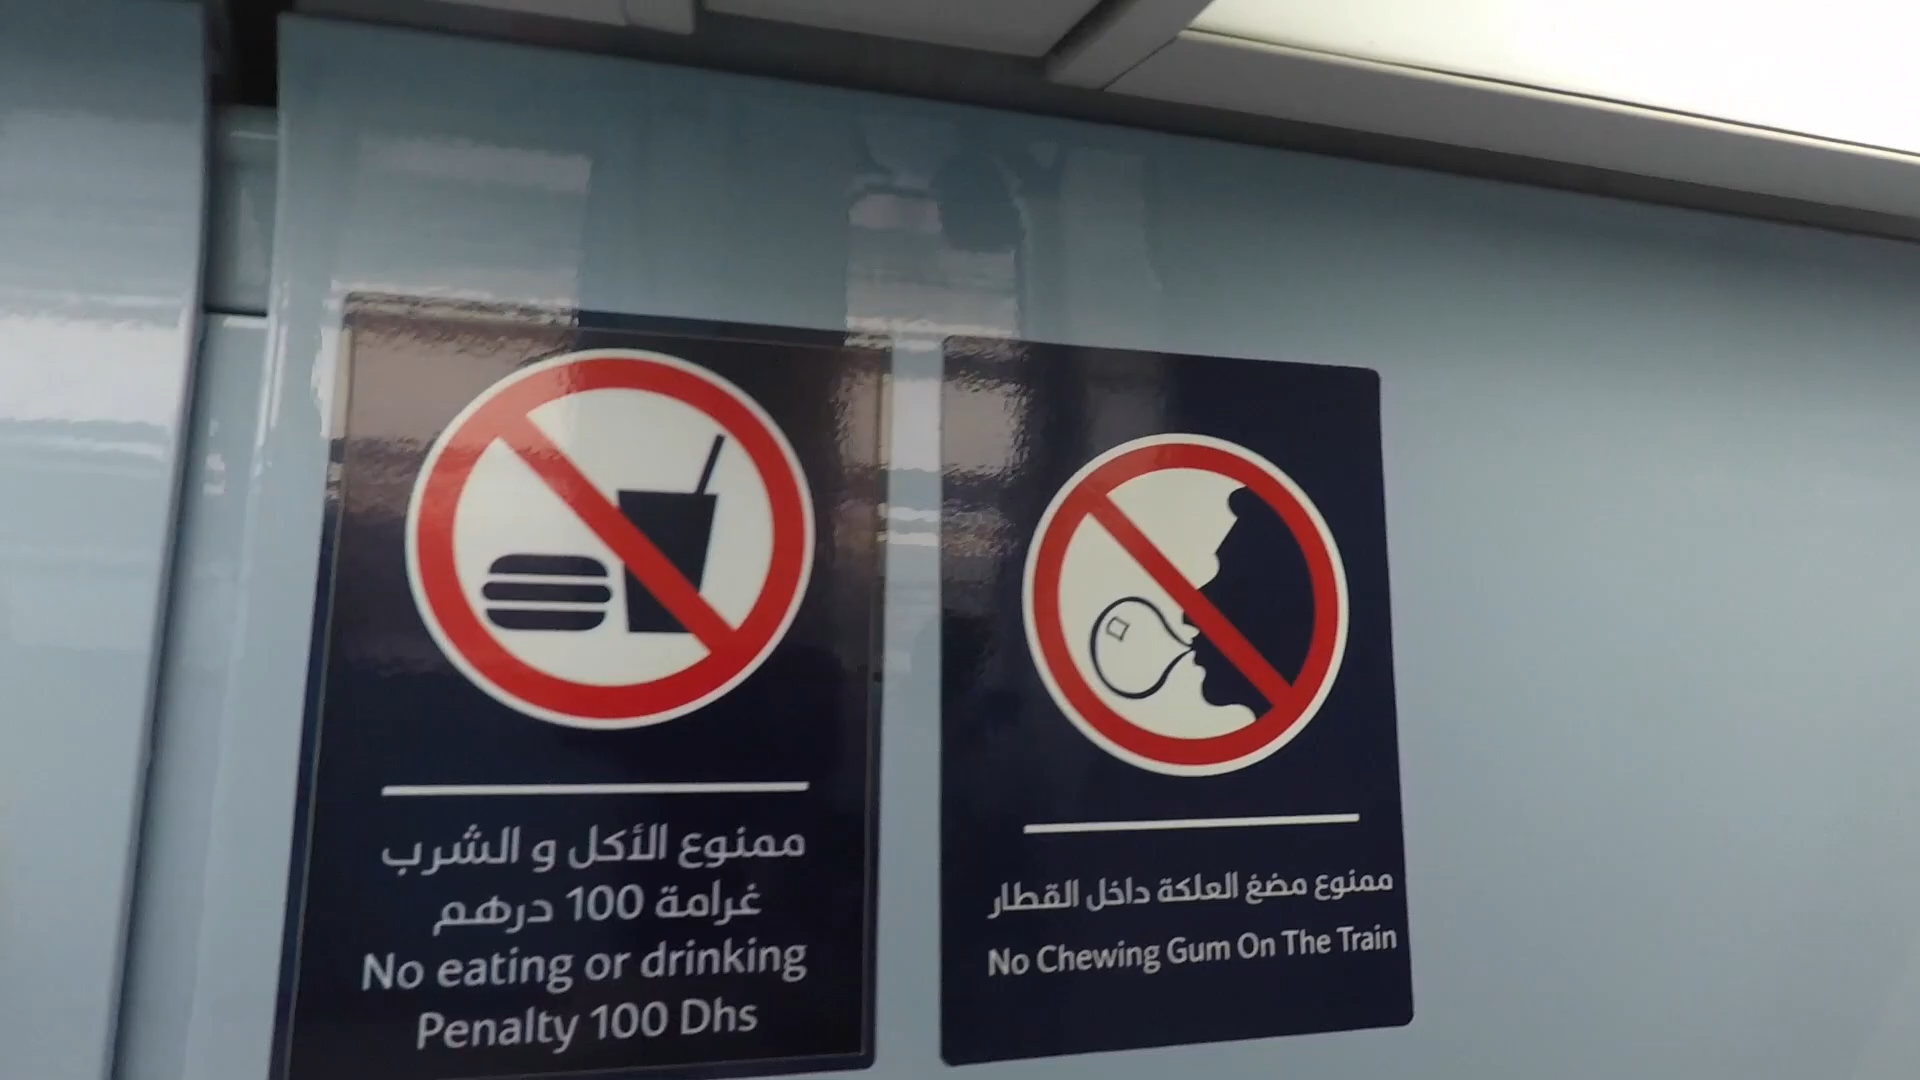 ممنوع الأكل و الشرب
غرامة 100 درهم
No eating or drinking
Penalty 100 Dhs
ممنوع مضغ العلكة داخل القطار
No Chewing Gum On The Train